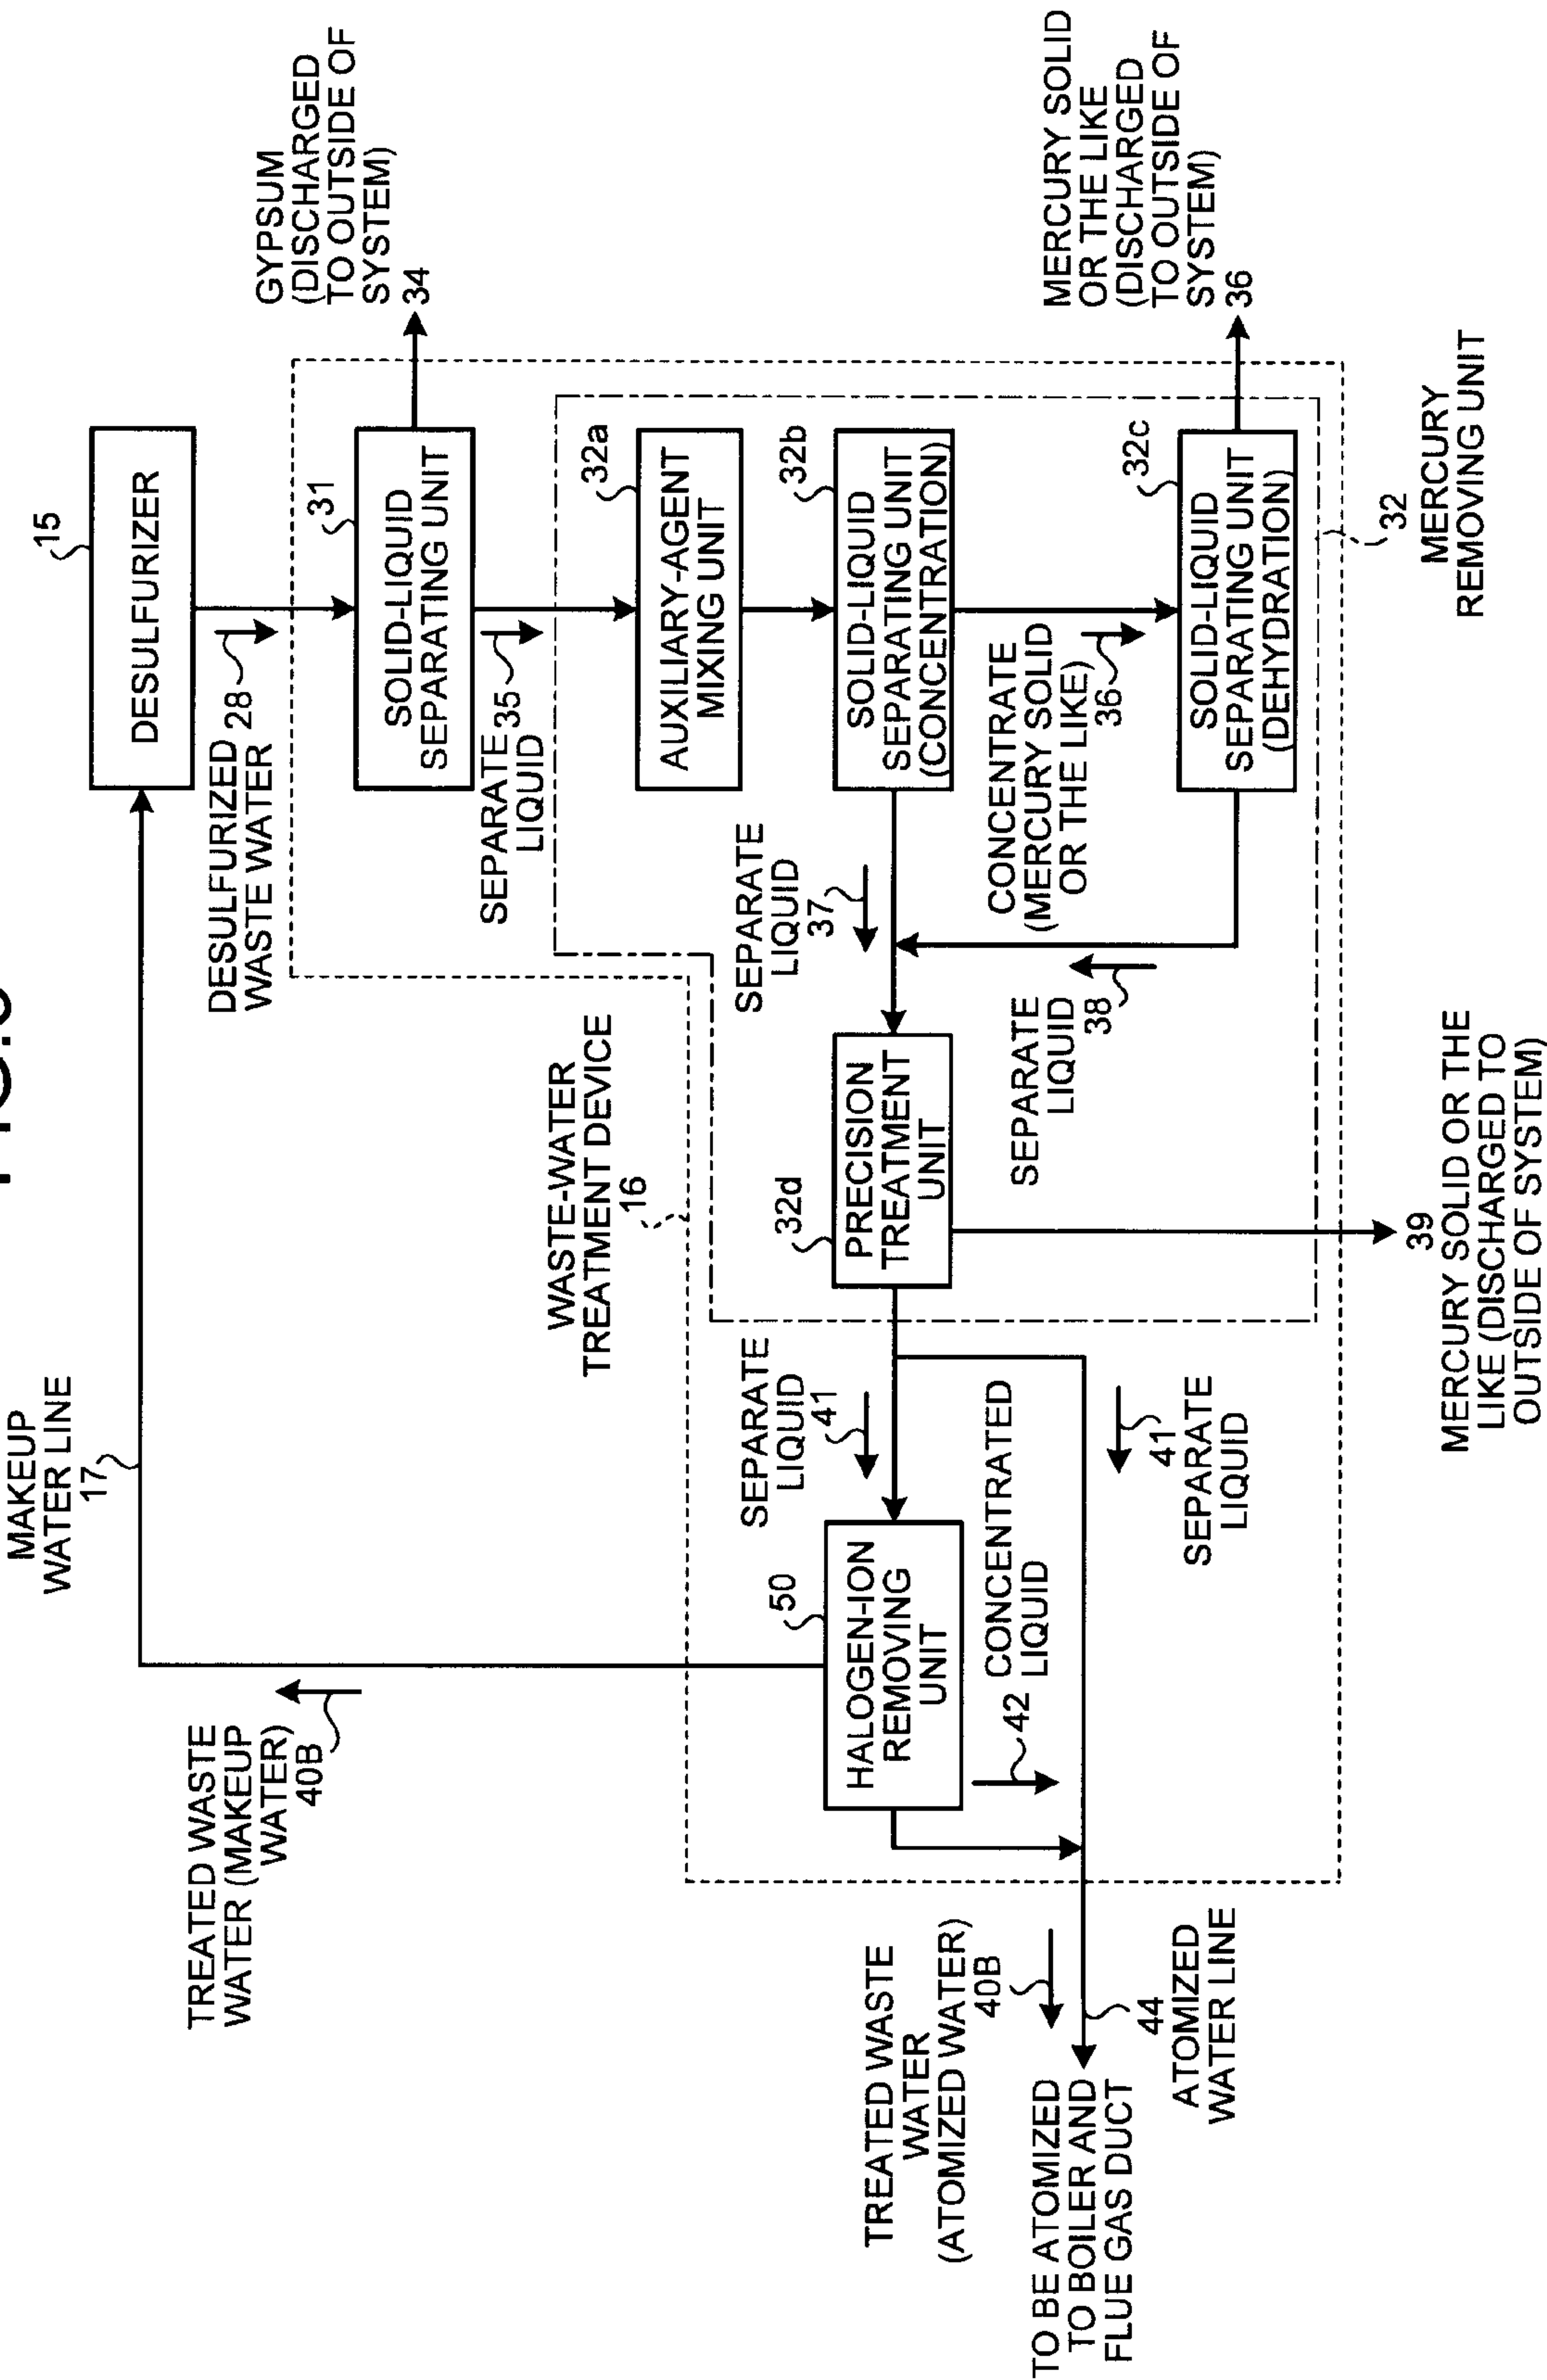 MAKEUP
WATER LINE
17
TREATED WASTE
WATER (MAKEUP
WATER)
40B
15
DESULFURIZER
DESULFURIZED
WASTE WATER
28
GYPSUM
(DISCHARGED
TO OUTSIDE OF
SYSTEM)
34
31
SOLID-LIQUID
SEPARATING UNIT
SEPARATE
LIQUID
35
WASTE-WATER
TREATMENT DEVICE
16
32a
AUXILIARY-AGENT
MIXING UNIT
32b
SOLID-LIQUID
SEPARATING UNIT
(CONCENTRATION)
SEPARATE
LIQUID
37
CONCENTRATE
(MERCURY SOLID
OR THE LIKE)
36
32c
SOLID-LIQUID
SEPARATING UNIT
(DEHYDRATION)
MERCURY SOLID
OR THE LIKE
(DISCHARGED
TO OUTSIDE OF
SYSTEM)
36
SEPARATE
LIQUID
38
32
MERCURY
REMOVING UNIT
32d
PRECISION
TREATMENT
UNIT
39
MERCURY SOLID OR THE
LIKE (DISCHARGED TO
OUTSIDE OF SYSTEM)
SEPARATE
LIQUID
41
50
HALOGEN-ION
REMOVING
UNIT
CONCENTRATED
LIQUID
42
41
SEPARATE
LIQUID
TREATED WASTE
WATER
(ATOMIZED WATER)
40B
TO BE ATOMIZED
TO BOILER AND
FLUE GAS DUCT
44
ATOMIZED
WATER LINE